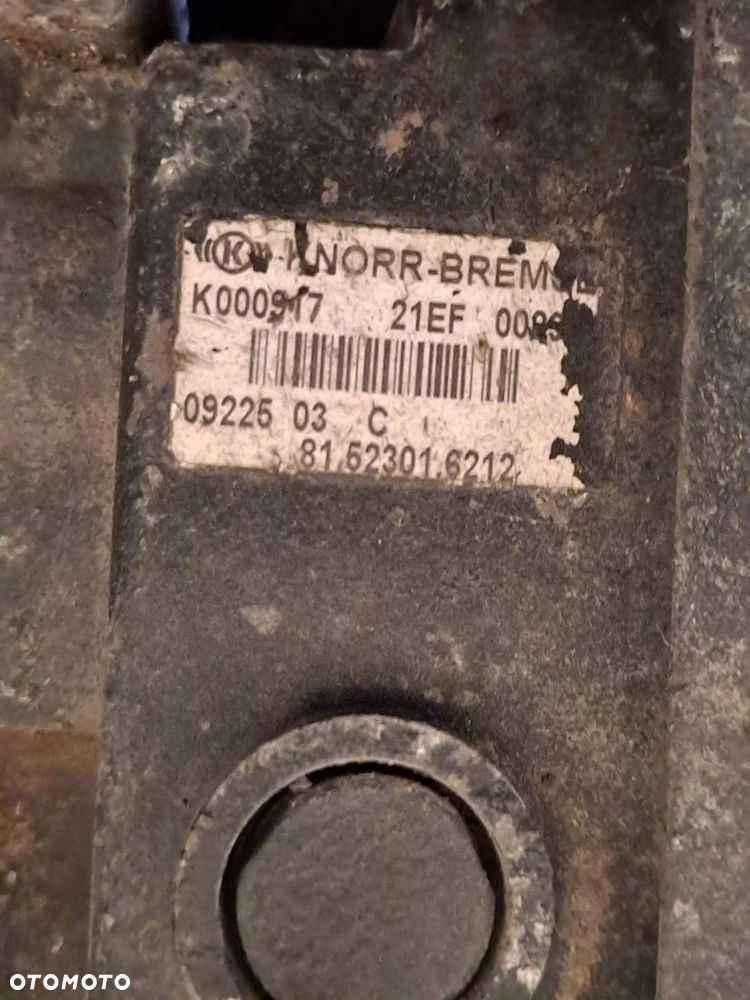 K KNORR-BREMSE
K000917 21EF
09225 03 C
81.52301.6212
OTOMOTO